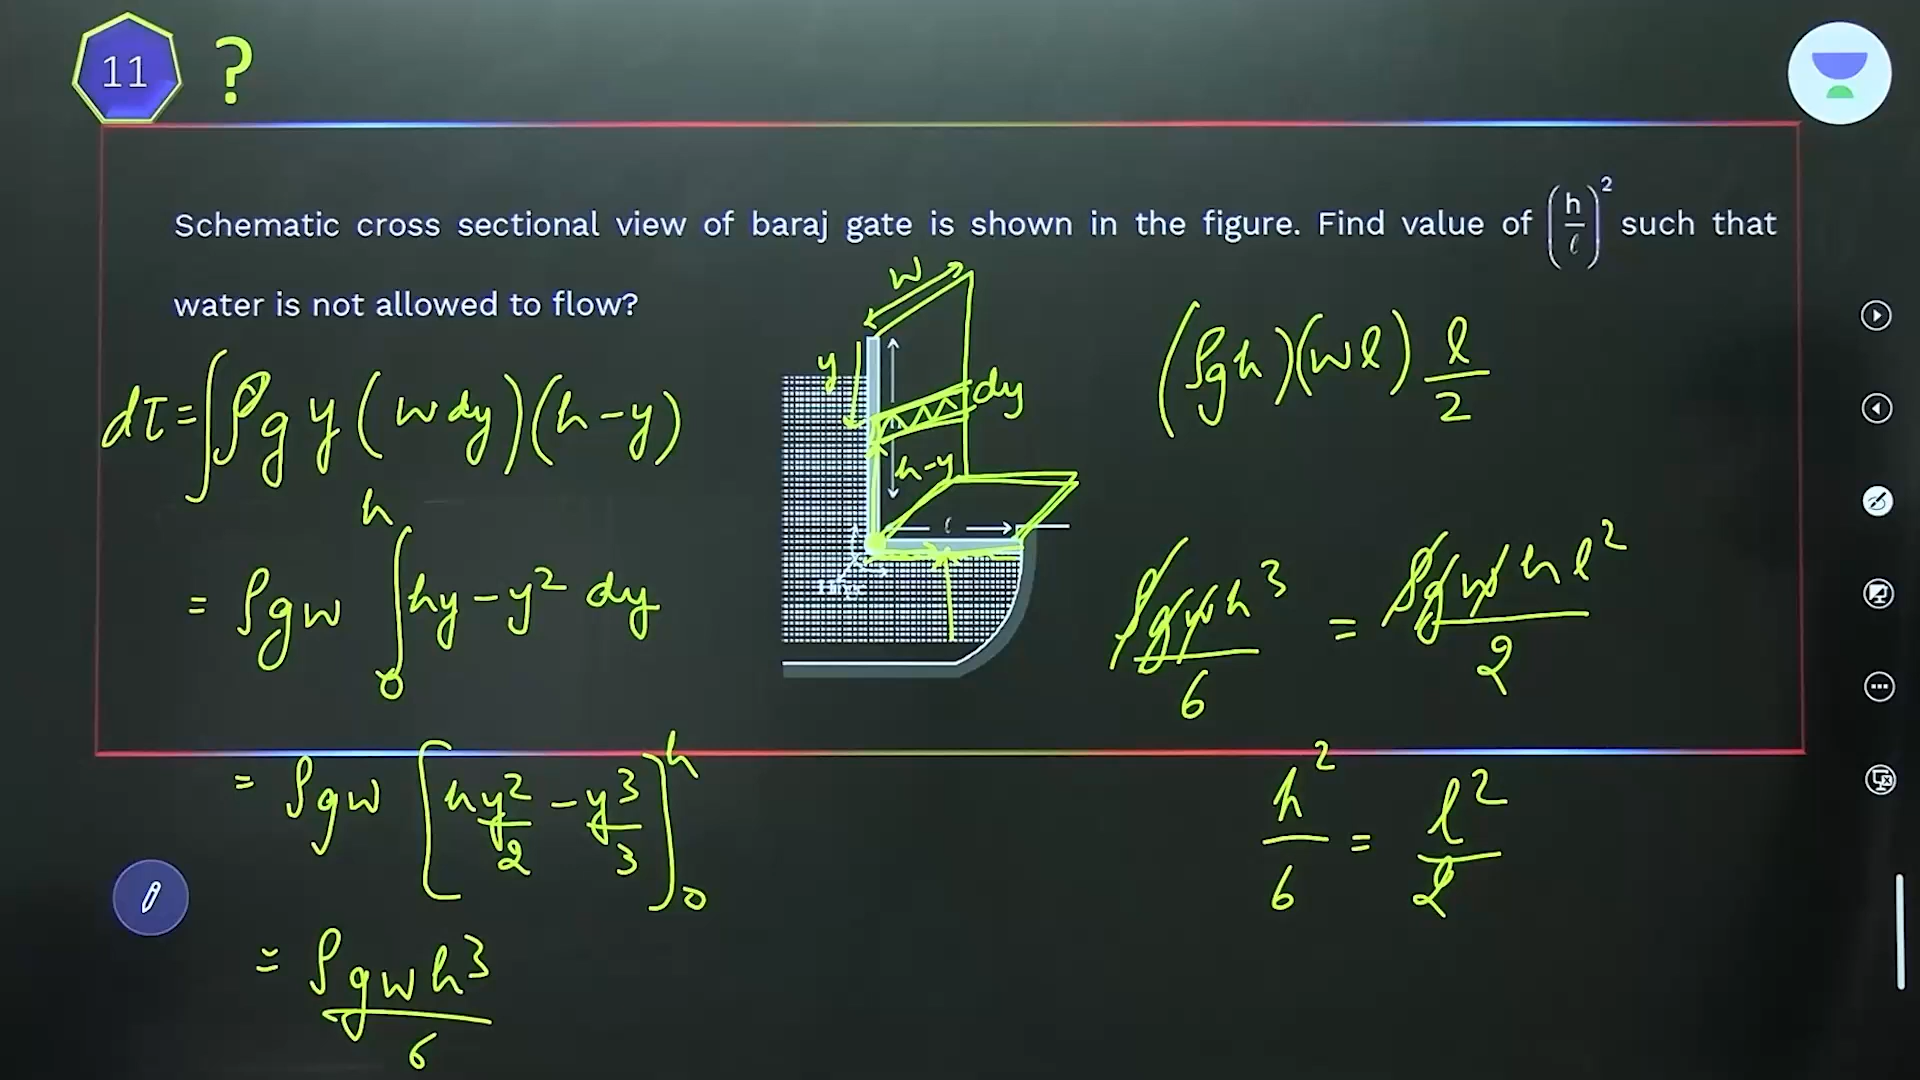 11 ?
Schematic cross sectional view of baraj gate is shown in the figure. Find value of (h/ℓ)² such that
water is not allowed to flow?
W
y
dy
h-y
ℓ
dτ = ∫ρg y (w dy)(h-y)
= ρgw ∫₀ʰ hy - y² dy
= ρgw [hy²/2 - y³/3]₀ʰ
= ρgwh³/6
(ρgh)(wl) l/2
ρgwh³/6 = ρgwhl²/2
h²/6 = l²/2